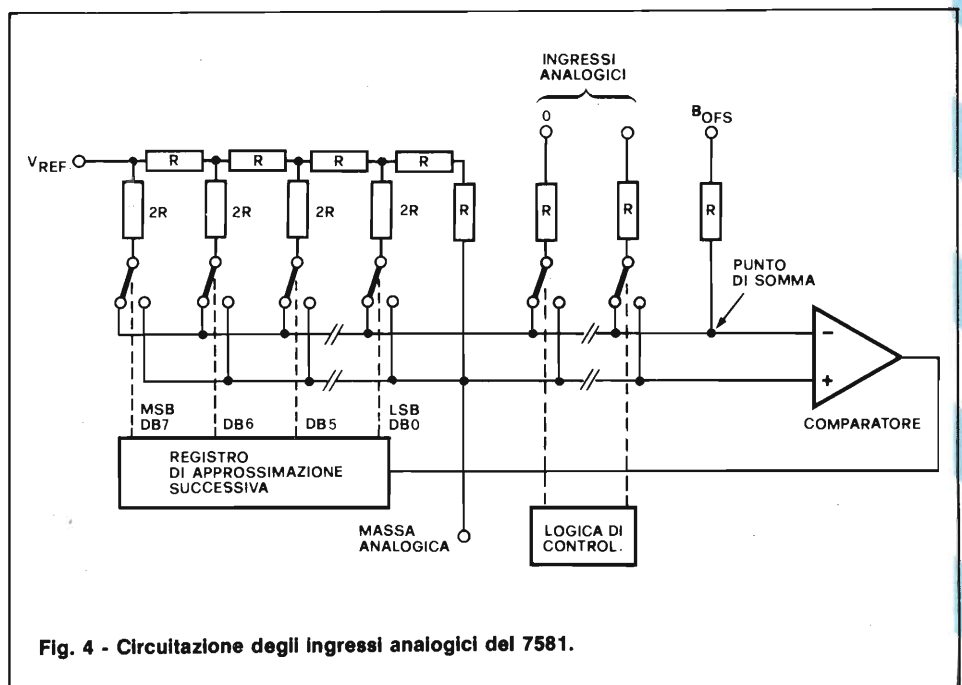 INGRESSI
ANALOGICI
0
BOFS
VREF.
R
R
R
R
2R
2R
2R
2R
R
R
R
R
PUNTO
DI SOMMA
−
+
COMPARATORE
MSB
DB7
DB6
DB5
LSB
DB0
REGISTRO
DI APPROSSIMAZIONE
SUCCESSIVA
MASSA
ANALOGICA
LOGICA DI
CONTROL.
Fig. 4 - Circuitazione degli ingressi analogici del 7581.